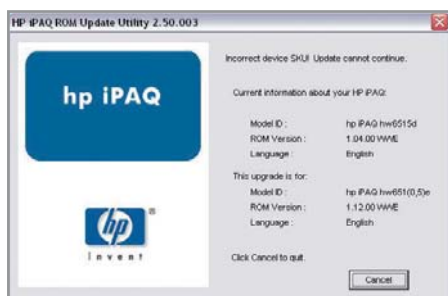 HP iPAQ ROM Update Utility 2.50.003
Incorrect device SKU! Update cannot continue.
hp iPAQ
Current information about your HP iPAQ:
Model ID : hp iPAQ hw6515d
ROM Version : 1.04.00 WWE
Language : English
This upgrade is for:
Model ID : hp iPAQ hw651(0,5)e
ROM Version : 1.12.00 WWE
Language : English
hp
®
invent
Click Cancel to quit.
Cancel